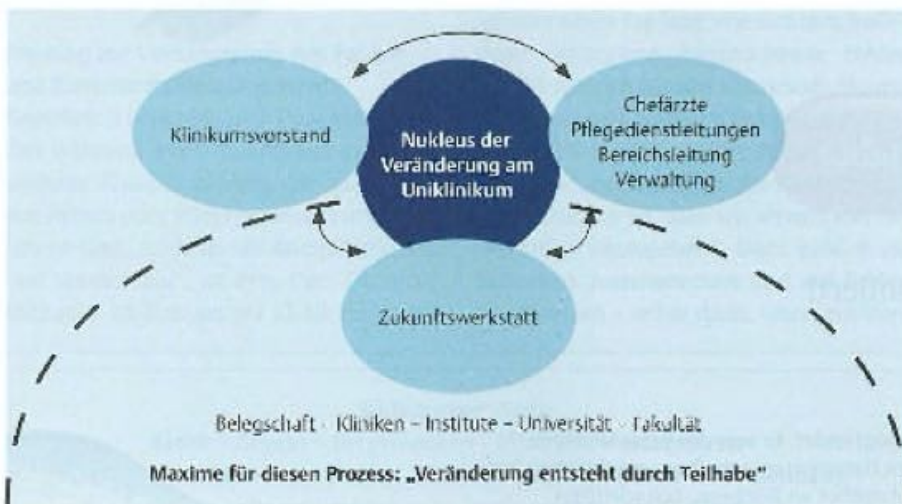 Klinikumsvorstand
Nukleus der
Veränderung am
Uniklinikum
Chefärzte
Pflegedienstleitungen
Bereichsleitung
Verwaltung
Zukunftswerkstatt
Belegschaft - Kliniken – Institute – Universität - Fakultät
Maxime für diesen Prozess: „Veränderung entsteht durch Teilhabe"